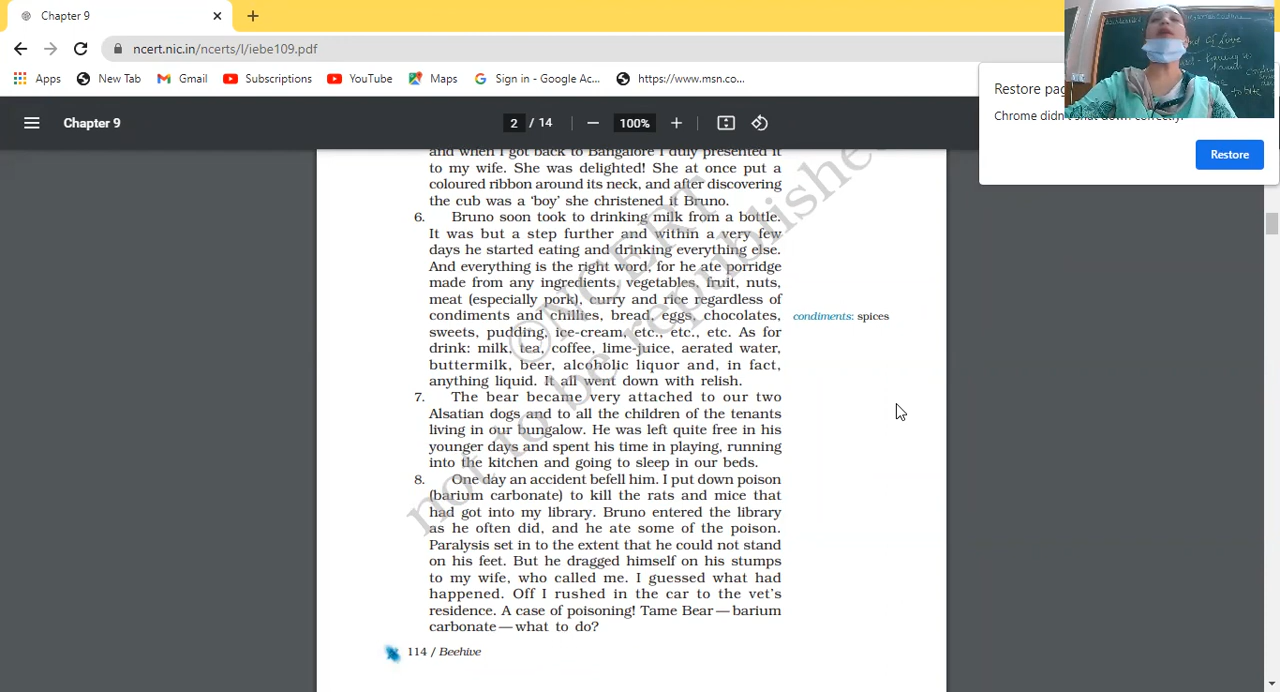 Chapter 9
ncert.nic.in/ncerts/l/iebe109.pdf
Apps New Tab Gmail Subscriptions YouTube Maps Sign in - Google Ac... https://www.msn.co...
Restore pag
Chrome didn't shut down correctly.
Restore
Chapter 9
2 / 14 100%
and when I got back to Bangalore I duly presented it
to my wife. She was delighted! She at once put a
coloured ribbon around its neck, and after discovering
the cub was a ‘boy’ she christened it Bruno.
6. Bruno soon took to drinking milk from a bottle.
It was but a step further and within a very few
days he started eating and drinking everything else.
And everything is the right word, for he ate porridge
made from any ingredients, vegetables, fruit, nuts,
meat (especially pork), curry and rice regardless of
condiments and chillies, bread, eggs, chocolates,
condiments: spices
sweets, pudding, ice-cream, etc., etc., etc. As for
drink: milk, tea, coffee, lime-juice, aerated water,
buttermilk, beer, alcoholic liquor and, in fact,
anything liquid. It all went down with relish.
7. The bear became very attached to our two
Alsatian dogs and to all the children of the tenants
living in our bungalow. He was left quite free in his
younger days and spent his time in playing, running
into the kitchen and going to sleep in our beds.
8. One day an accident befell him. I put down poison
(barium carbonate) to kill the rats and mice that
had got into my library. Bruno entered the library
as he often did, and he ate some of the poison.
Paralysis set in to the extent that he could not stand
on his feet. But he dragged himself on his stumps
to my wife, who called me. I guessed what had
happened. Off I rushed in the car to the vet’s
residence. A case of poisoning! Tame Bear — barium
carbonate — what to do?
114 / Beehive
©NCERT
not to be republished